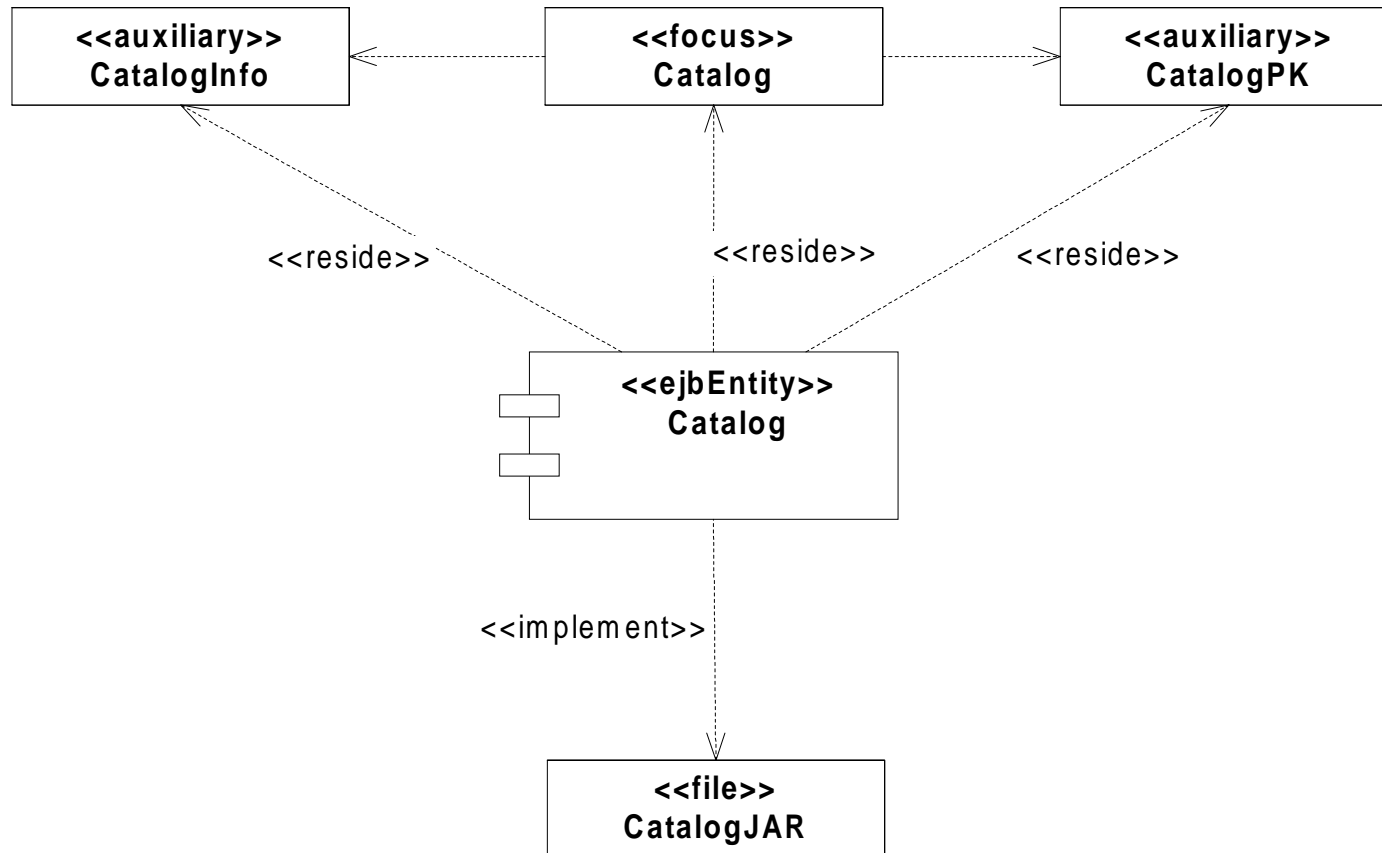 <<auxiliary>>
CatalogInfo
<<focus>>
Catalog
<<auxiliary>>
CatalogPK
<<reside>>
<<reside>>
<<reside>>
<<ejbEntity>>
Catalog
<<implement>>
<<file>>
CatalogJAR